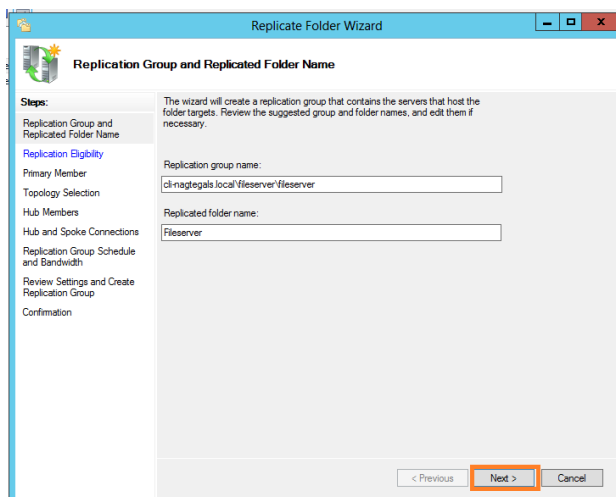 Replicate Folder Wizard
Replication Group and Replicated Folder Name
Steps:
Replication Group and
Replicated Folder Name
Replication Eligibility
Primary Member
Topology Selection
Hub Members
Hub and Spoke Connections
Replication Group Schedule
and Bandwidth
Review Settings and Create
Replication Group
Confirmation
The wizard will create a replication group that contains the servers that host the
folder targets. Review the suggested group and folder names, and edit them if
necessary.
Replication group name:
cli-nagtegals.local\fileserver\fileserver
Replicated folder name:
Fileserver
< Previous
Next >
Cancel